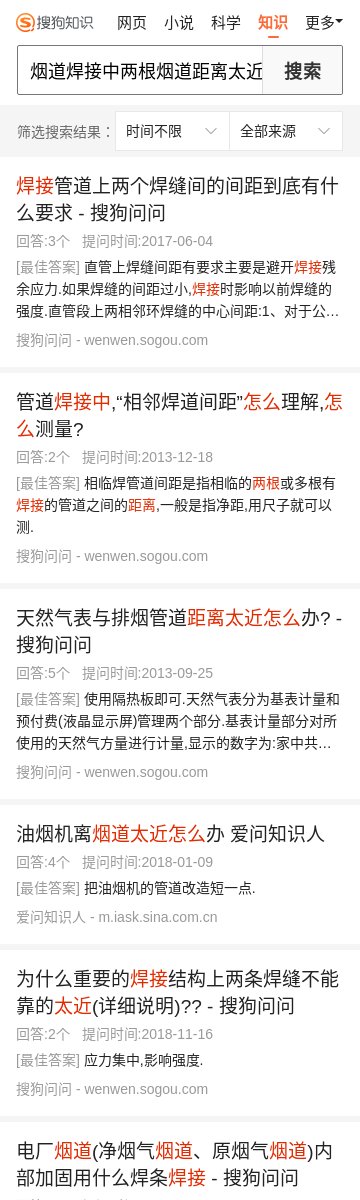 搜狗知识 网页 小说 科学 知识 更多
烟道焊接中两根烟道距离太近 搜索
筛选搜索结果： 时间不限 全部来源
焊接管道上两个焊缝间的间距到底有什
么要求 - 搜狗问问
回答:3个 提问时间:2017-06-04
[最佳答案] 直管上焊缝间距有要求主要是避开焊接残
余应力.如果焊缝的间距过小,焊接时影响以前焊缝的
强度.直管段上两相邻环焊缝的中心间距:1、对于公…
搜狗问问 - wenwen.sogou.com
管道焊接中,“相邻焊道间距”怎么理解,怎
么测量?
回答:2个 提问时间:2013-12-18
[最佳答案] 相临焊管道间距是指相临的两根或多根有
焊接的管道之间的距离,一般是指净距,用尺子就可以
测.
搜狗问问 - wenwen.sogou.com
天然气表与排烟管道距离太近怎么办? -
搜狗问问
回答:5个 提问时间:2013-09-25
[最佳答案] 使用隔热板即可.天然气表分为基表计量和
预付费(液晶显示屏)管理两个部分.基表计量部分对所
使用的天然气方量进行计量,显示的数字为:家中共…
搜狗问问 - wenwen.sogou.com
油烟机离烟道太近怎么办 爱问知识人
回答:4个 提问时间:2018-01-09
[最佳答案] 把油烟机的管道改造短一点.
爱问知识人 - m.iask.sina.com.cn
为什么重要的焊接结构上两条焊缝不能
靠的太近(详细说明)?? - 搜狗问问
回答:2个 提问时间:2018-11-16
[最佳答案] 应力集中,影响强度.
搜狗问问 - wenwen.sogou.com
电厂烟道(净烟气烟道、原烟气烟道)内
部加固用什么焊条焊接 - 搜狗问问